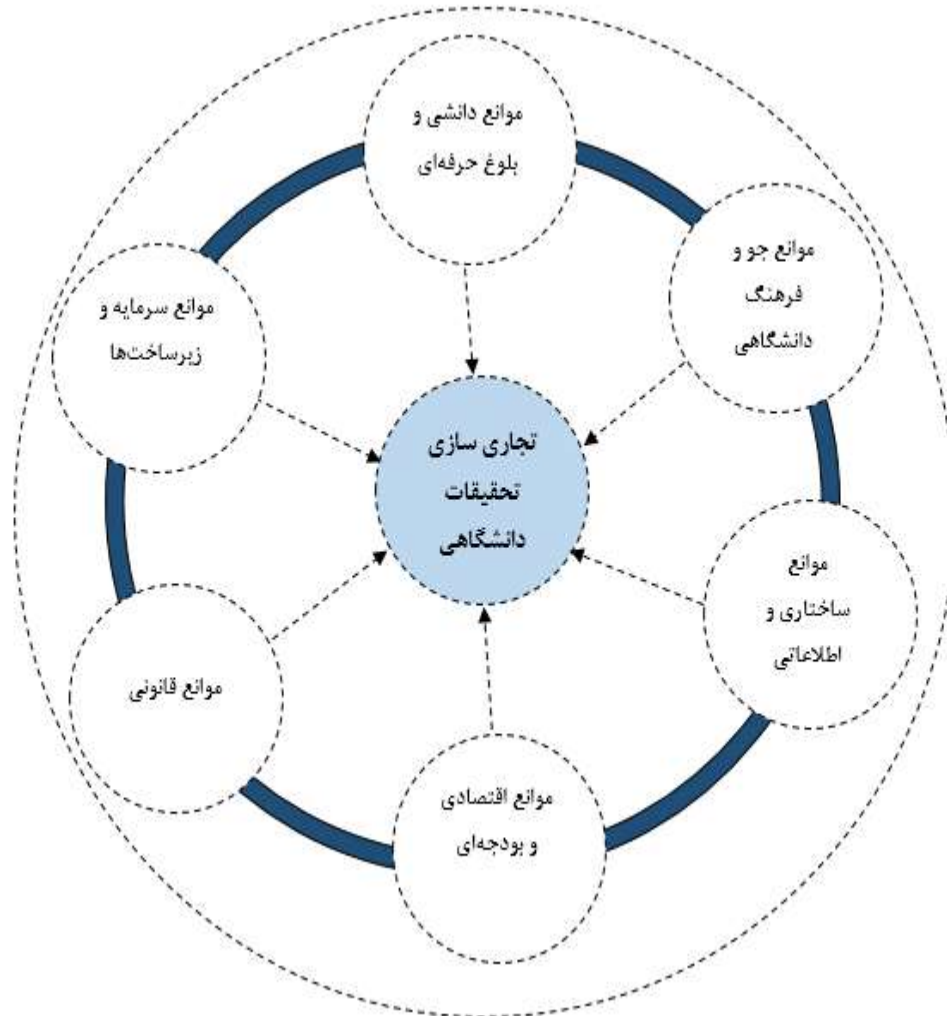 موانع دانشی و
بلوغ حرفه‌ای
موانع جو و
فرهنگ
دانشگاهی
موانع سرمایه و
زیرساخت‌ها
تجاری سازی
تحقیقات
دانشگاهی
موانع
ساختاری و
اطلاعاتی
موانع قانونی
موانع اقتصادی
و بودجه‌ای